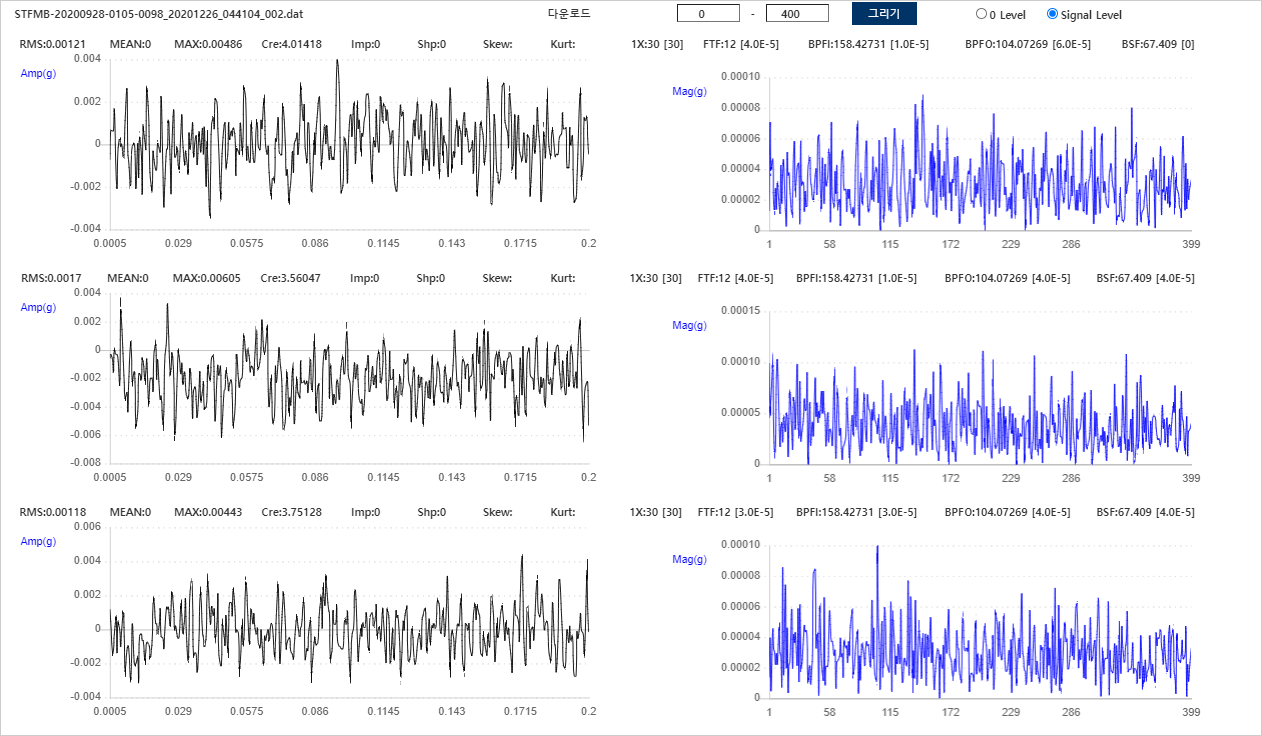 STFMB-20200928-0105-0098_20201226_044104_002.dat 다운로드 0 - 400 그리기 0 Level Signal Level
RMS:0.00121 MEAN:0 MAX:0.00486 Cre:4.01418 Imp:0 Shp:0 Skew: Kurt:
Amp(g)
0.004
0.002
0
-0.002
-0.004
0.0005 0.029 0.0575 0.086 0.1145 0.143 0.1715 0.2
1X:30 [30] FTF:12 [4.0E-5] BPFI:158.42731 [1.0E-5] BPFO:104.07269 [6.0E-5] BSF:67.409 [0]
Mag(g)
0.00010
0.00008
0.00006
0.00004
0.00002
0
1 58 115 172 229 286 399
RMS:0.0017 MEAN:0 MAX:0.00605 Cre:3.56047 Imp:0 Shp:0 Skew: Kurt:
Amp(g)
0.004
0.002
0
-0.002
-0.004
-0.006
-0.008
0.0005 0.029 0.0575 0.086 0.1145 0.143 0.1715 0.2
1X:30 [30] FTF:12 [4.0E-5] BPFI:158.42731 [1.0E-5] BPFO:104.07269 [4.0E-5] BSF:67.409 [4.0E-5]
Mag(g)
0.00015
0.00010
0.00005
0
1 58 115 172 229 286 399
RMS:0.00118 MEAN:0 MAX:0.00443 Cre:3.75128 Imp:0 Shp:0 Skew: Kurt:
Amp(g)
0.006
0.004
0.002
0
-0.002
-0.004
0.0005 0.029 0.0575 0.086 0.1145 0.143 0.1715 0.2
1X:30 [30] FTF:12 [3.0E-5] BPFI:158.42731 [3.0E-5] BPFO:104.07269 [4.0E-5] BSF:67.409 [4.0E-5]
Mag(g)
0.00010
0.00008
0.00006
0.00004
0.00002
0
1 58 115 172 229 286 399